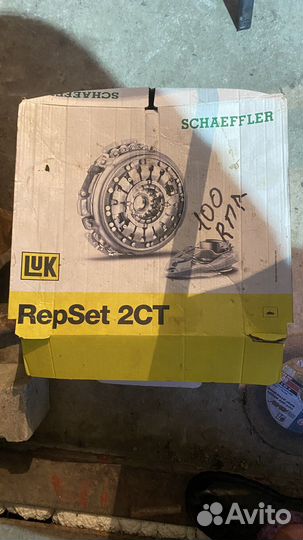 SCHAEFFLER
SCHAEFFLER
100
LUK
RepSet 2CT
Avito